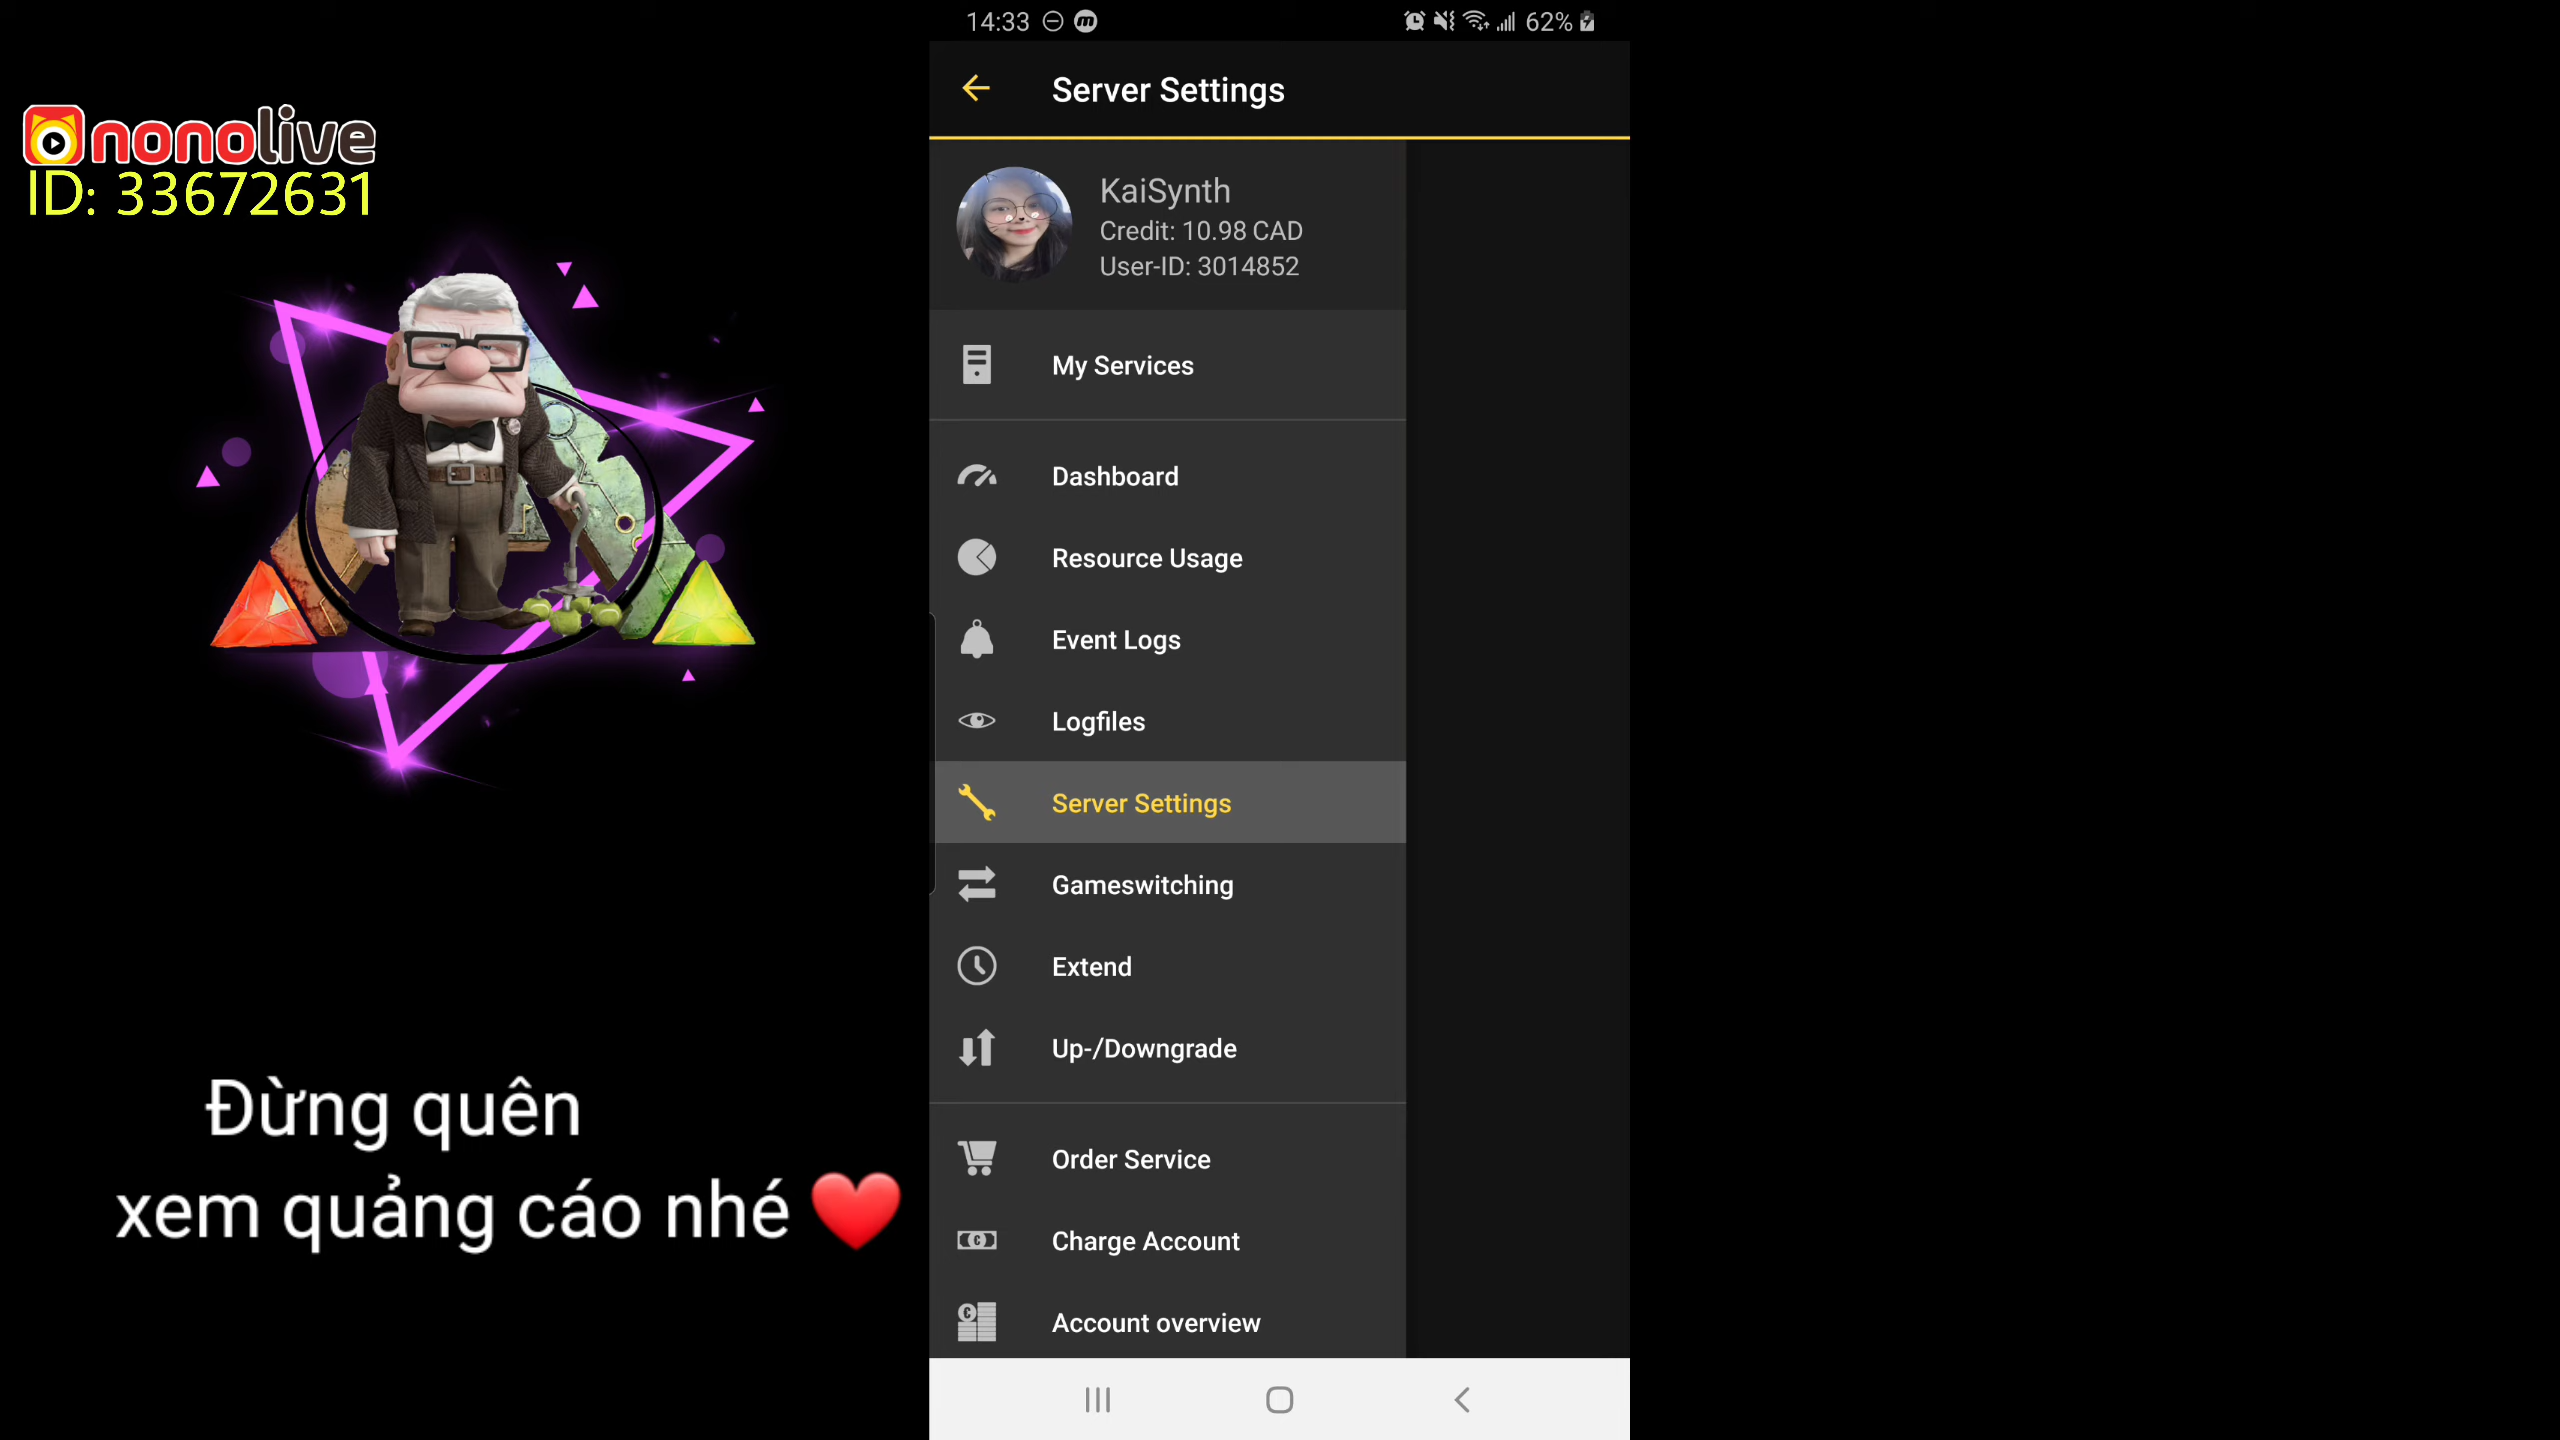 nonolive
ID: 33672631
Đừng quên
xem quảng cáo nhé ❤️
14:33
62%
Server Settings
KaiSynth
Credit: 10.98 CAD
User-ID: 3014852
My Services
Dashboard
Resource Usage
Event Logs
Logfiles
Server Settings
Gameswitching
Extend
Up-/Downgrade
Order Service
Charge Account
Account overview